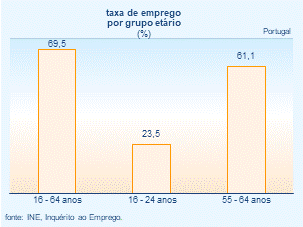 taxa de emprego
por grupo etário
(%)
Portugal
69,5
23,5
61,1
16 - 64 anos
16 - 24 anos
55 - 64 anos
fonte: INE, Inquérito ao Emprego.